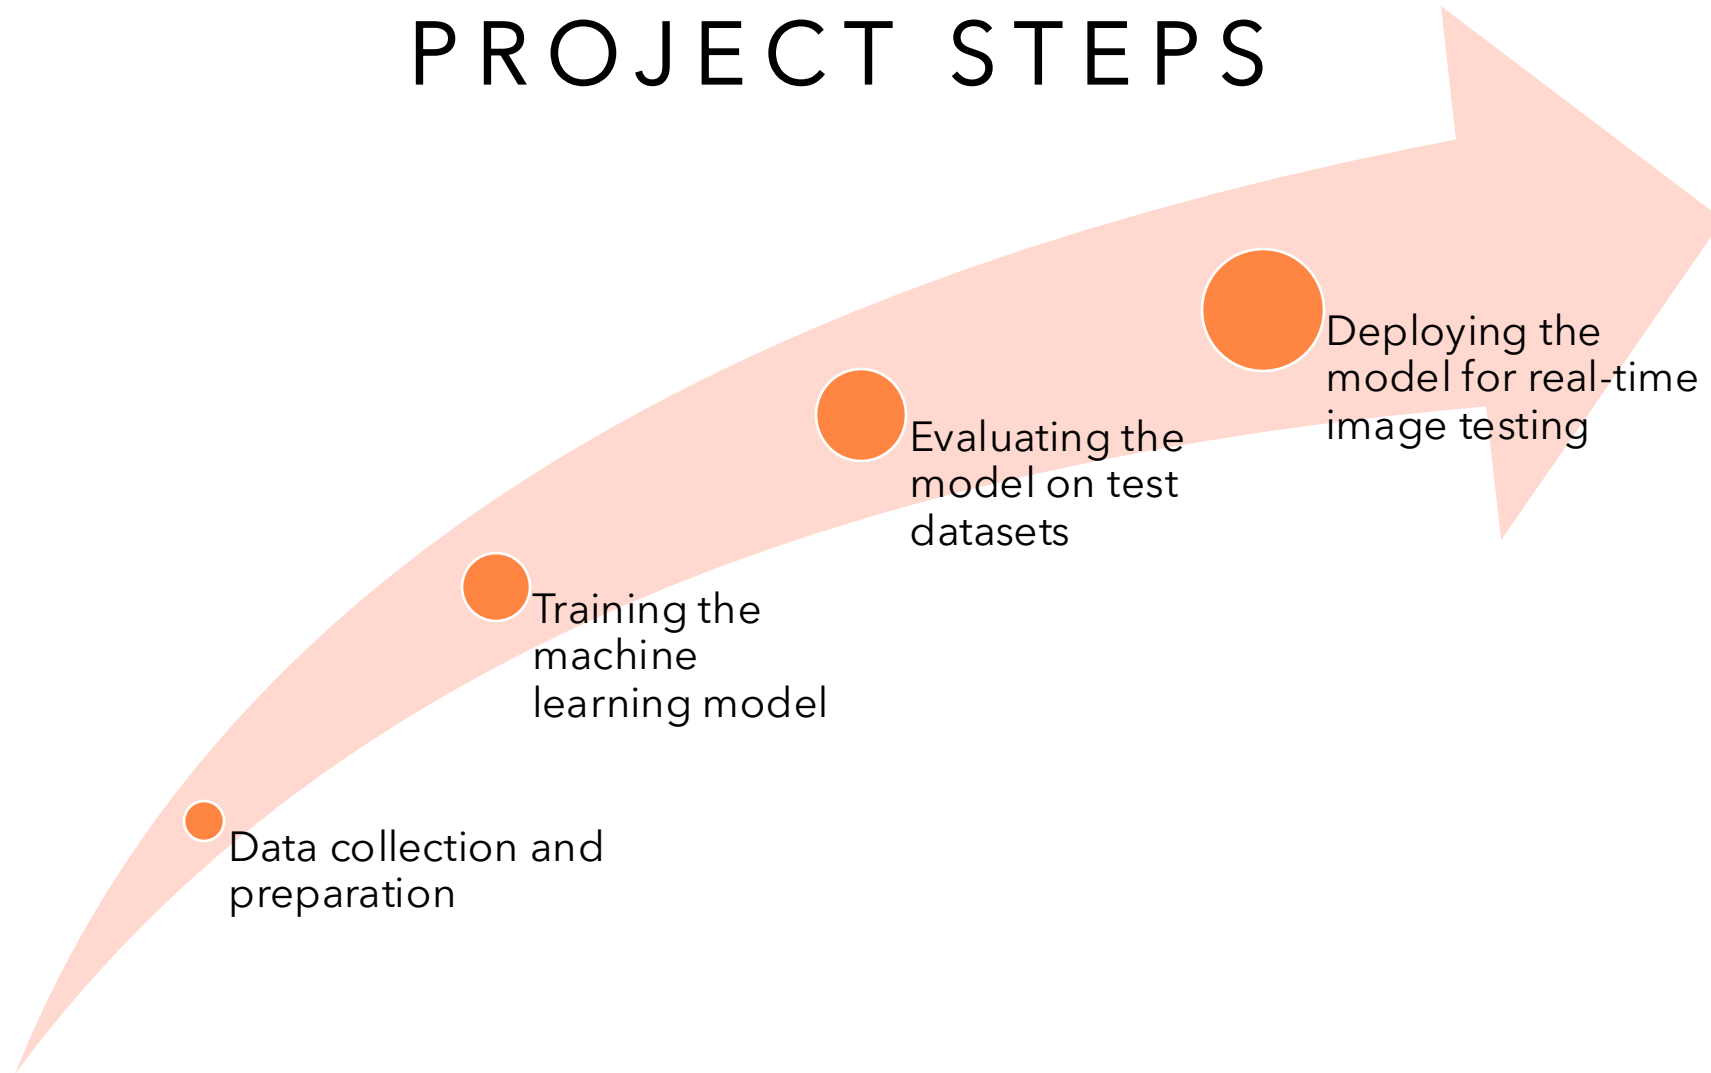 PROJECT STEPS
Data collection and
preparation
Training the
machine
learning model
Evaluating the
model on test
datasets
Deploying the
model for real-time
image testing